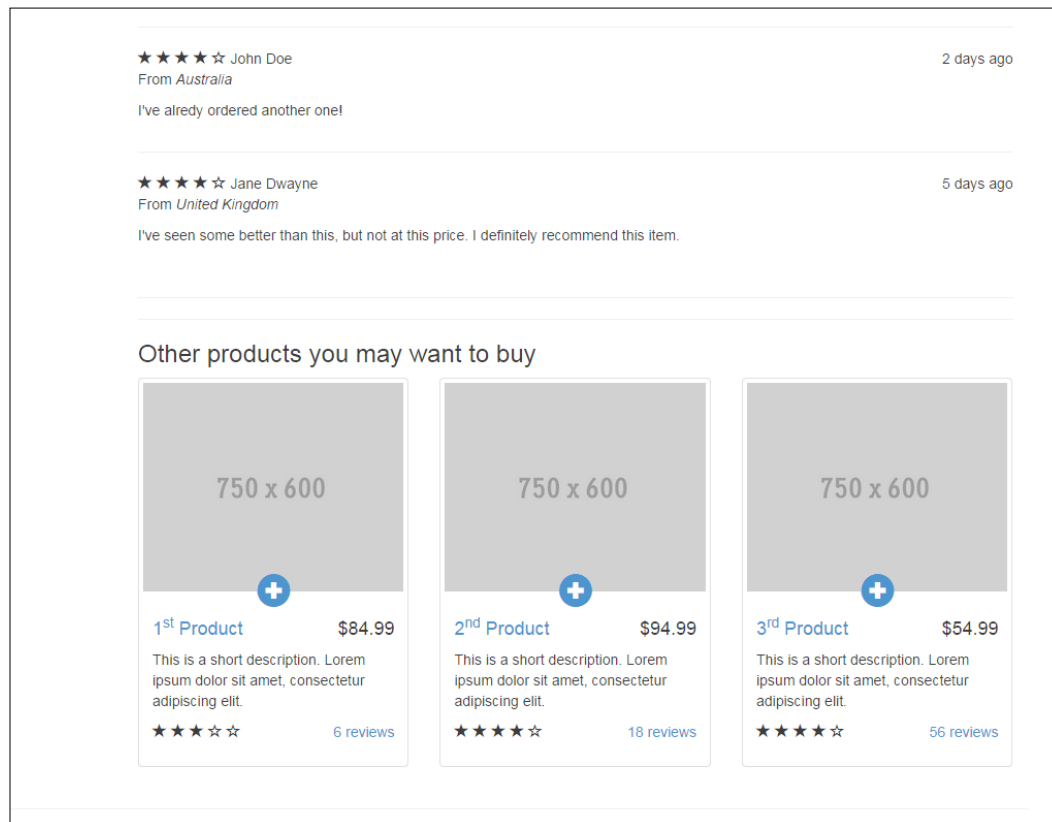 ★★★★☆ John Doe 2 days ago
From Australia
I've alredy ordered another one!
★★★★☆ Jane Dwayne 5 days ago
From United Kingdom
I've seen some better than this, but not at this price. I definitely recommend this item.
Other products you may want to buy
750 x 600
1st Product $84.99
This is a short description. Lorem
ipsum dolor sit amet, consectetur
adipiscing elit.
★★★☆☆ 6 reviews
750 x 600
2nd Product $94.99
This is a short description. Lorem
ipsum dolor sit amet, consectetur
adipiscing elit.
★★★★☆ 18 reviews
750 x 600
3rd Product $54.99
This is a short description. Lorem
ipsum dolor sit amet, consectetur
adipiscing elit.
★★★★☆ 56 reviews